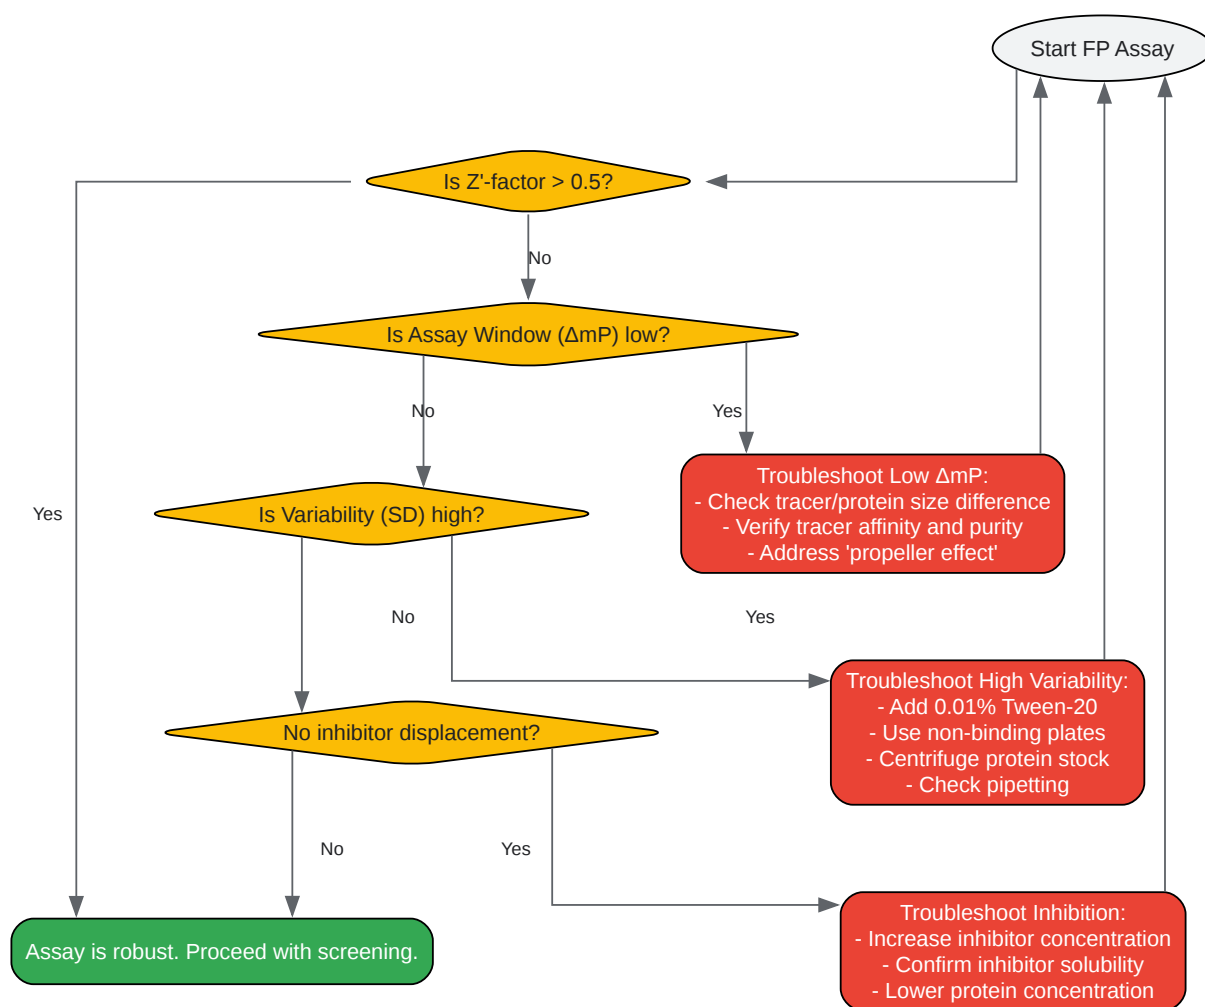 Start FP Assay
Is Z'-factor > 0.5?
No
Is Assay Window (ΔmP) low?
No
Yes
Troubleshoot Low ΔmP:
- Check tracer/protein size difference
- Verify tracer affinity and purity
- Address 'propeller effect'
Yes
Is Variability (SD) high?
No
Yes
Troubleshoot High Variability:
- Add 0.01% Tween-20
- Use non-binding plates
- Centrifuge protein stock
- Check pipetting
No inhibitor displacement?
No
Yes
Troubleshoot Inhibition:
- Increase inhibitor concentration
- Confirm inhibitor solubility
- Lower protein concentration
Assay is robust. Proceed with screening.